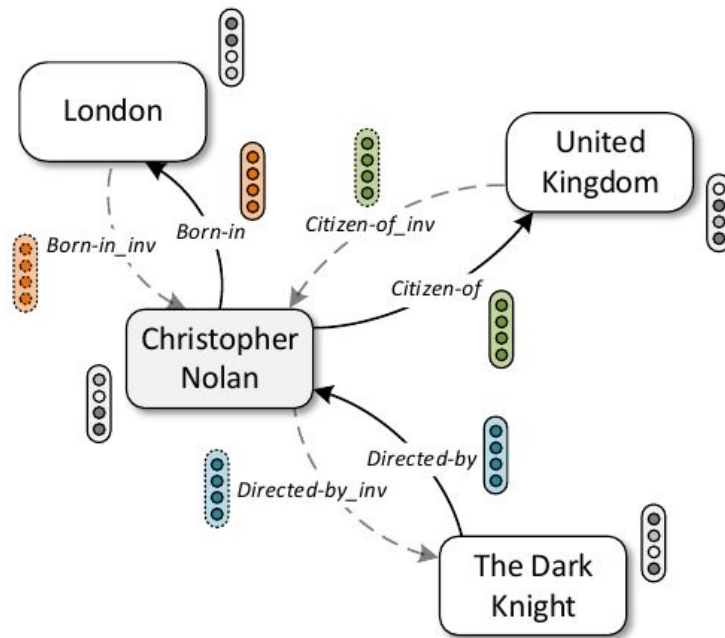 London
United
Kingdom
Citizen-of_inv
Born-in
Born-in_inv
Citizen-of
Christopher
Nolan
Directed-by
Directed-by_inv
The Dark
Knight